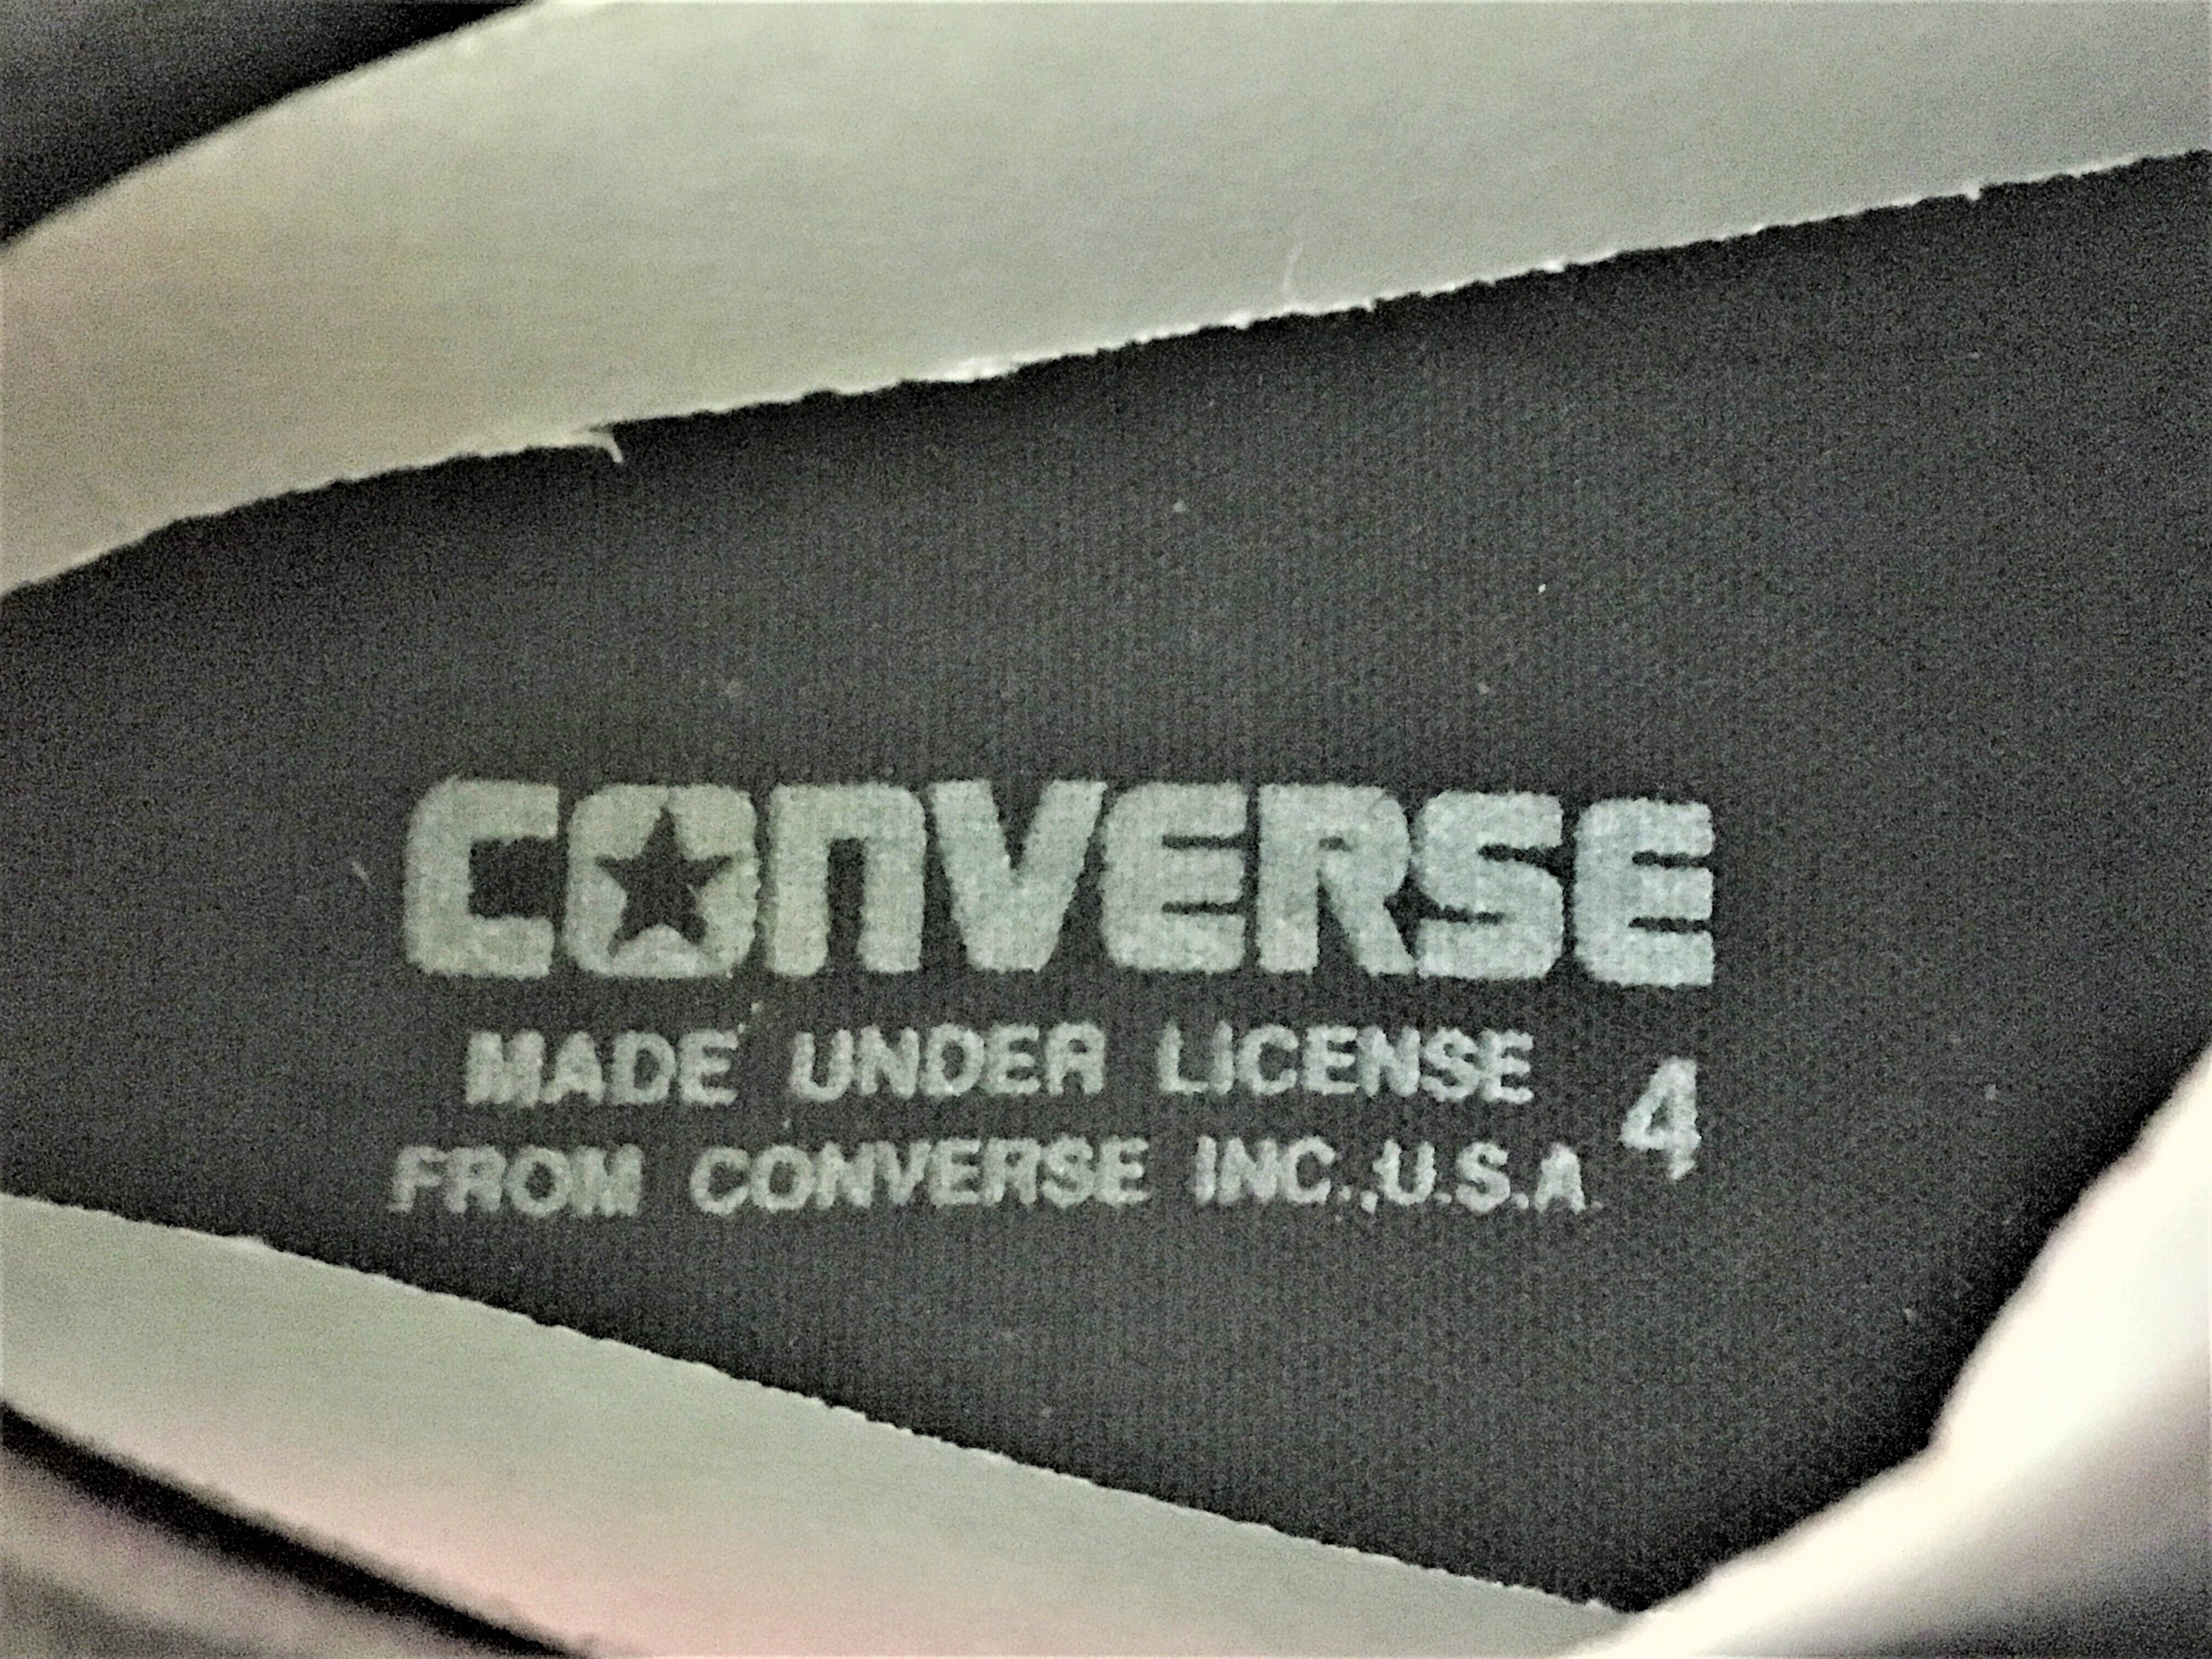 CONVERSE
MADE UNDER LICENSE 4
FROM CONVERSE INC.,U.S.A.